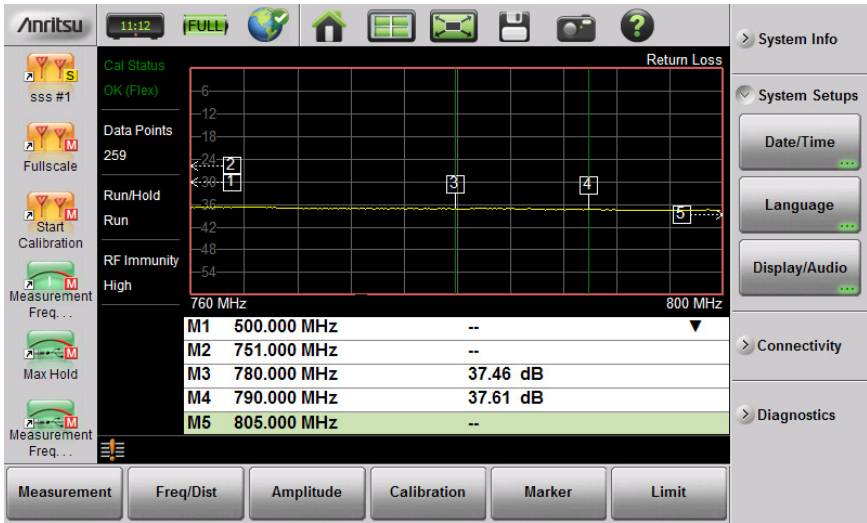 Anritsu
11:12
FULL
?
S
sss #1
M
Fullscale
M
Start
Calibration
M
Measurement
Freq. . .
M
Max Hold
M
Measurement
Freq. . .
Cal Status
OK (Flex)
Data Points
259
Run/Hold
Run
RF Immunity
High
Return Loss
-6
-12
-18
-24
-30
-36
-42
-48
-54
2
1
3
4
5
760 MHz
800 MHz
M1 500.000 MHz -- ▼
M2 751.000 MHz --
M3 780.000 MHz 37.46 dB
M4 790.000 MHz 37.61 dB
M5 805.000 MHz --
System Info
System Setups
Date/Time
Language
Display/Audio
Connectivity
Diagnostics
Measurement
Freq/Dist
Amplitude
Calibration
Marker
Limit